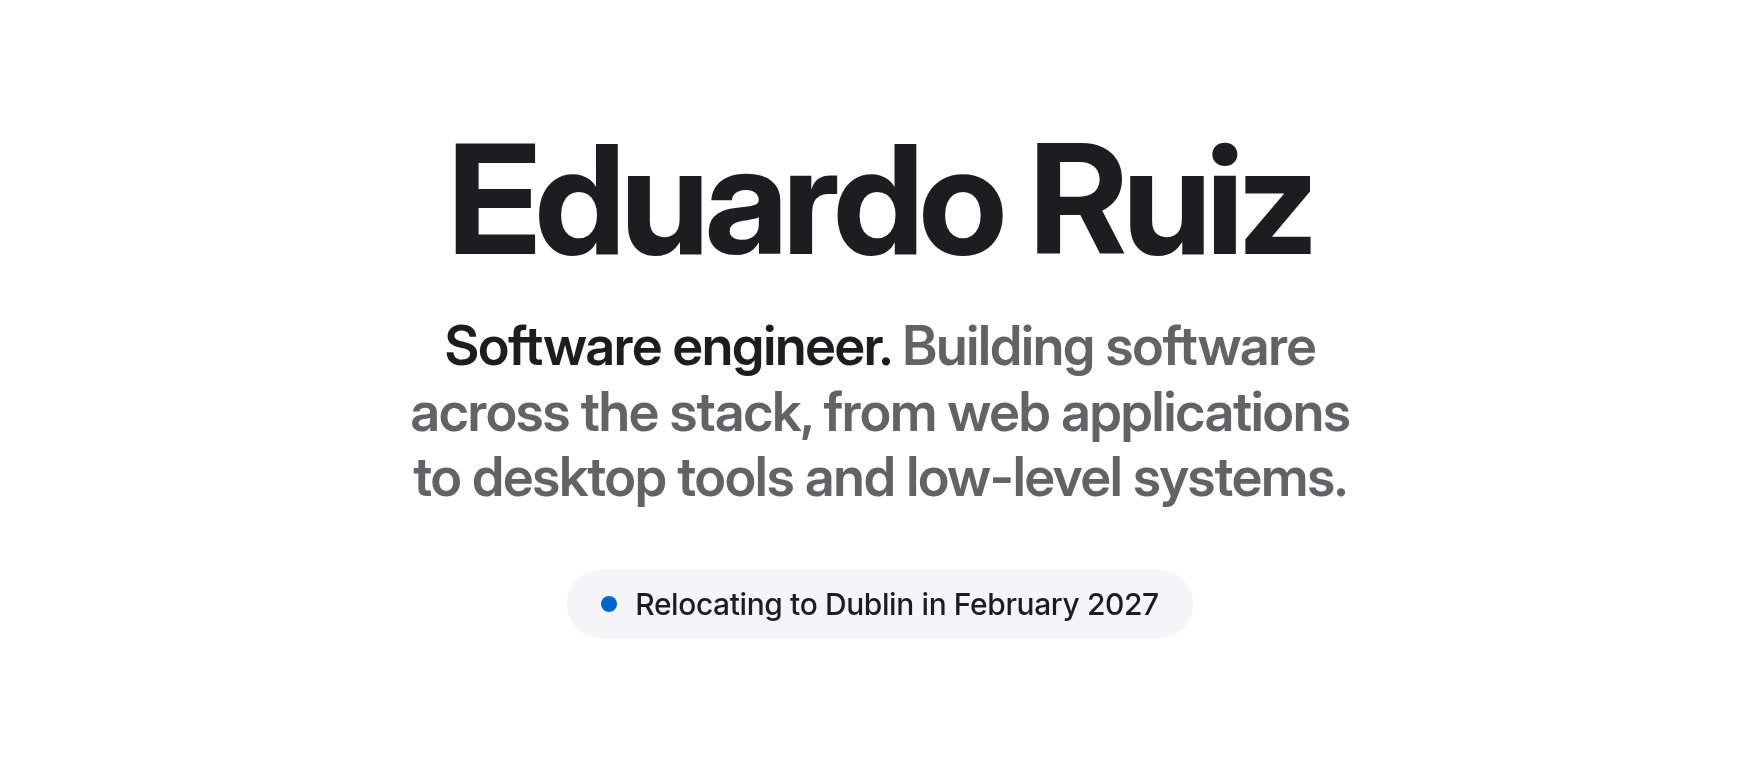 Eduardo Ruiz
Software engineer. Building software
across the stack, from web applications
to desktop tools and low-level systems.
Relocating to Dublin in February 2027